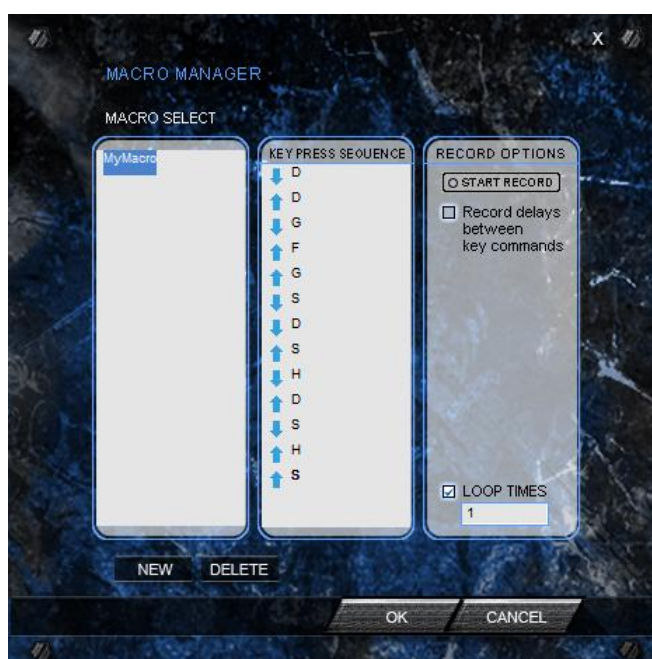 X
MACRO MANAGER
MACRO SELECT
MyMacro
KEY PRESS SEQUENCE
D
D
G
F
G
S
D
S
H
D
S
H
S
RECORD OPTIONS
START RECORD
Record delays
between
key commands
LOOP TIMES
1
NEW
DELETE
OK
CANCEL